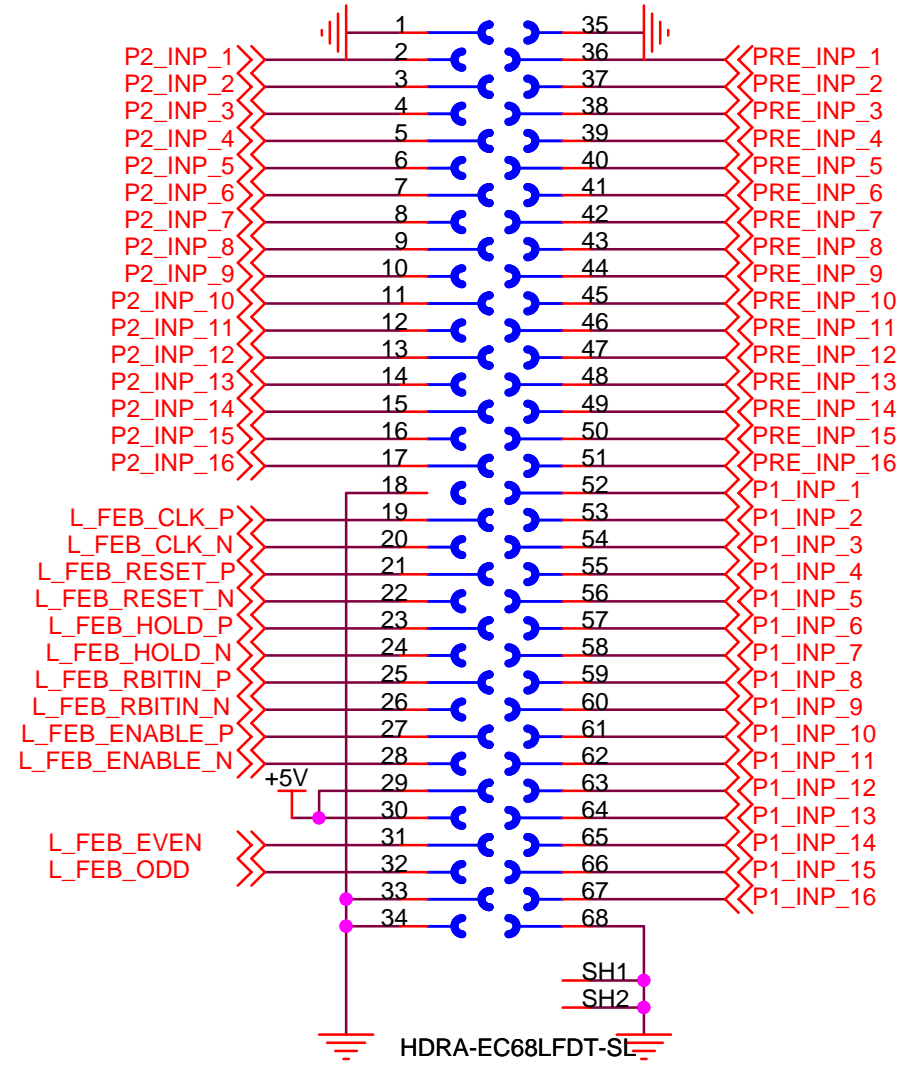 1 35
P2_INP_1 2 36 PRE_INP_1
P2_INP_2 3 37 PRE_INP_2
P2_INP_3 4 38 PRE_INP_3
P2_INP_4 5 39 PRE_INP_4
P2_INP_5 6 40 PRE_INP_5
P2_INP_6 7 41 PRE_INP_6
P2_INP_7 8 42 PRE_INP_7
P2_INP_8 9 43 PRE_INP_8
P2_INP_9 10 44 PRE_INP_9
P2_INP_10 11 45 PRE_INP_10
P2_INP_11 12 46 PRE_INP_11
P2_INP_12 13 47 PRE_INP_12
P2_INP_13 14 48 PRE_INP_13
P2_INP_14 15 49 PRE_INP_14
P2_INP_15 16 50 PRE_INP_15
P2_INP_16 17 51 PRE_INP_16
18 52 P1_INP_1
L_FEB_CLK_P 19 53 P1_INP_2
L_FEB_CLK_N 20 54 P1_INP_3
L_FEB_RESET_P 21 55 P1_INP_4
L_FEB_RESET_N 22 56 P1_INP_5
L_FEB_HOLD_P 23 57 P1_INP_6
L_FEB_HOLD_N 24 58 P1_INP_7
L_FEB_RBITIN_P 25 59 P1_INP_8
L_FEB_RBITIN_N 26 60 P1_INP_9
L_FEB_ENABLE_P 27 61 P1_INP_10
L_FEB_ENABLE_N 28 62 P1_INP_11
+5V 29 63 P1_INP_12
30 64 P1_INP_13
L_FEB_EVEN 31 65 P1_INP_14
L_FEB_ODD 32 66 P1_INP_15
33 67 P1_INP_16
34 68
SH1
SH2
HDRA-EC68LFDT-SL